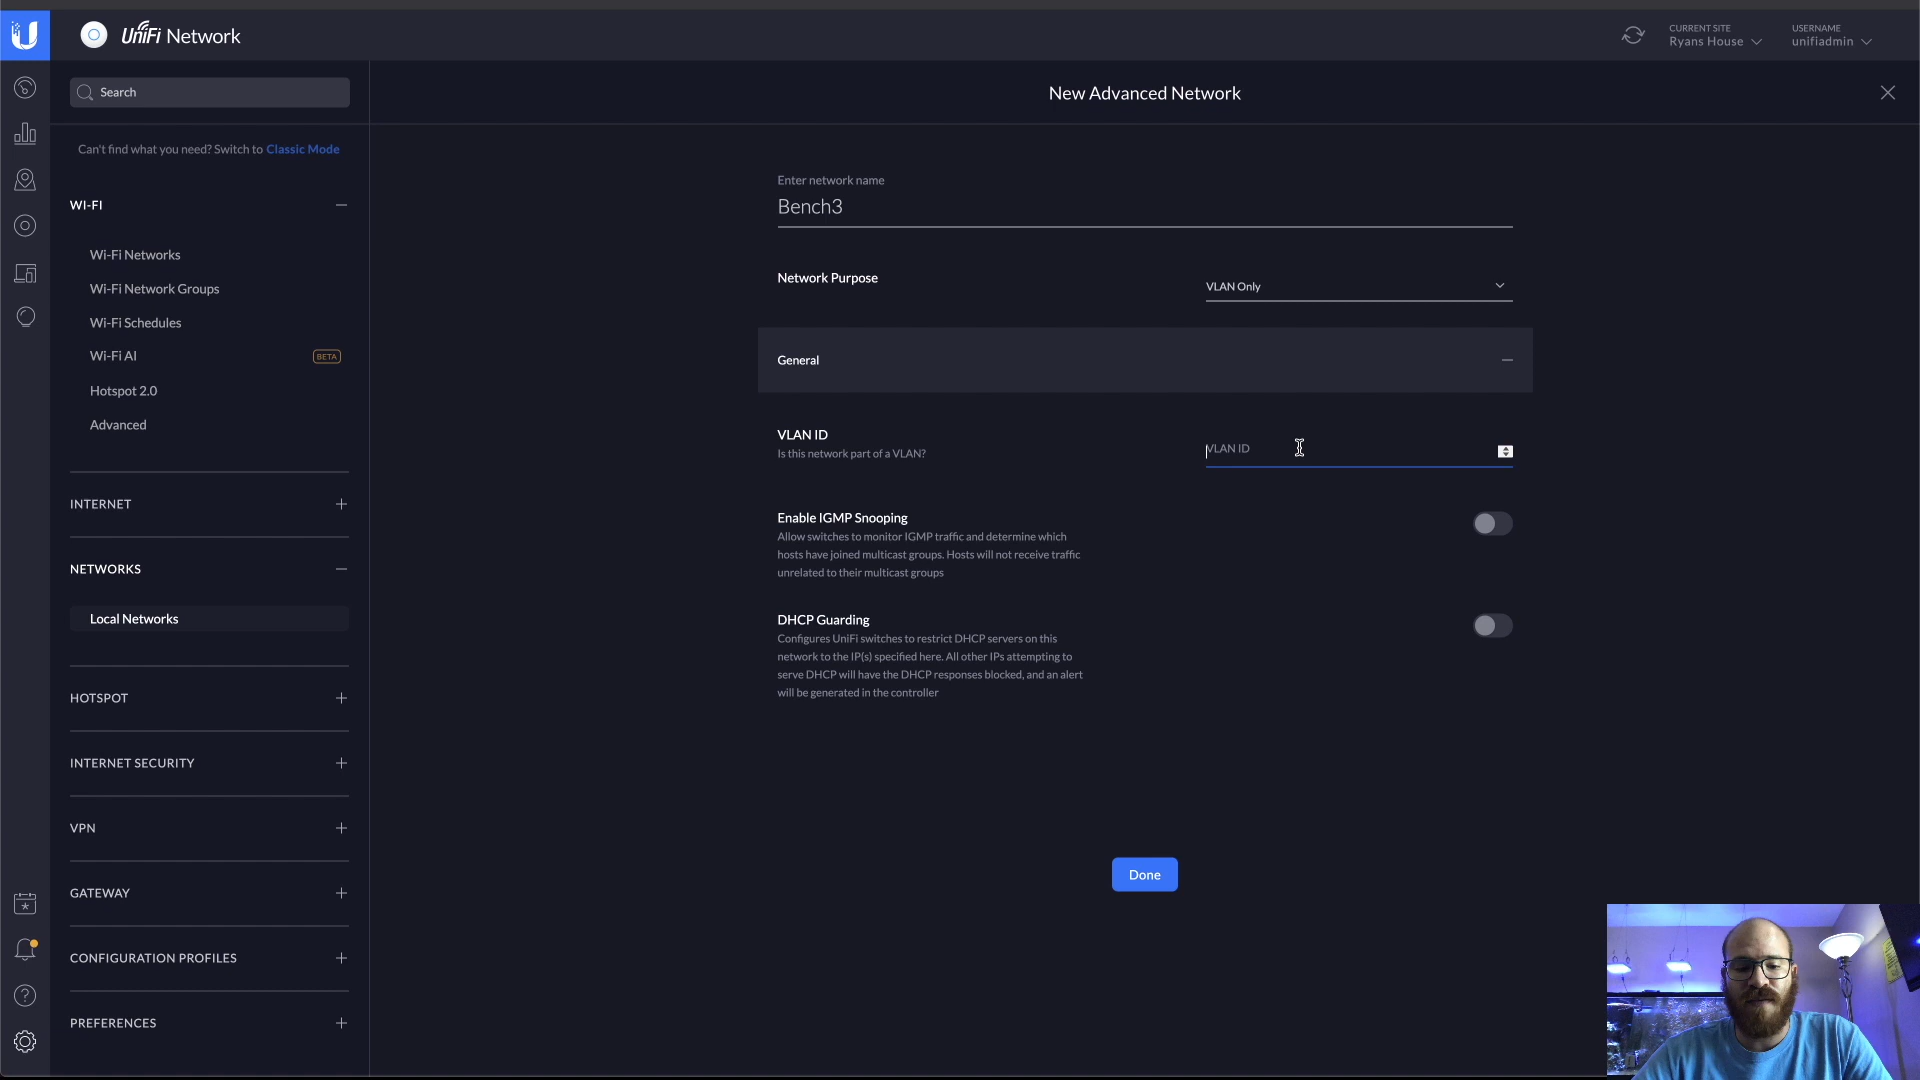 UniFi Network
CURRENT SITE
Ryans House
USERNAME
unifiadmin
Search
New Advanced Network
Can't find what you need? Switch to Classic Mode
WI-FI
Wi-Fi Networks
Wi-Fi Network Groups
Wi-Fi Schedules
Wi-Fi AI
BETA
Hotspot 2.0
Advanced
INTERNET
NETWORKS
Local Networks
HOTSPOT
INTERNET SECURITY
VPN
GATEWAY
CONFIGURATION PROFILES
PREFERENCES
Enter network name
Bench3
Network Purpose
VLAN Only
General
VLAN ID
Is this network part of a VLAN?
VLAN ID
Enable IGMP Snooping
Allow switches to monitor IGMP traffic and determine which
hosts have joined multicast groups. Hosts will not receive traffic
unrelated to their multicast groups
DHCP Guarding
Configures UniFi switches to restrict DHCP servers on this
network to the IP(s) specified here. All other IPs attempting to
serve DHCP will have the DHCP responses blocked, and an alert
will be generated in the controller
Done